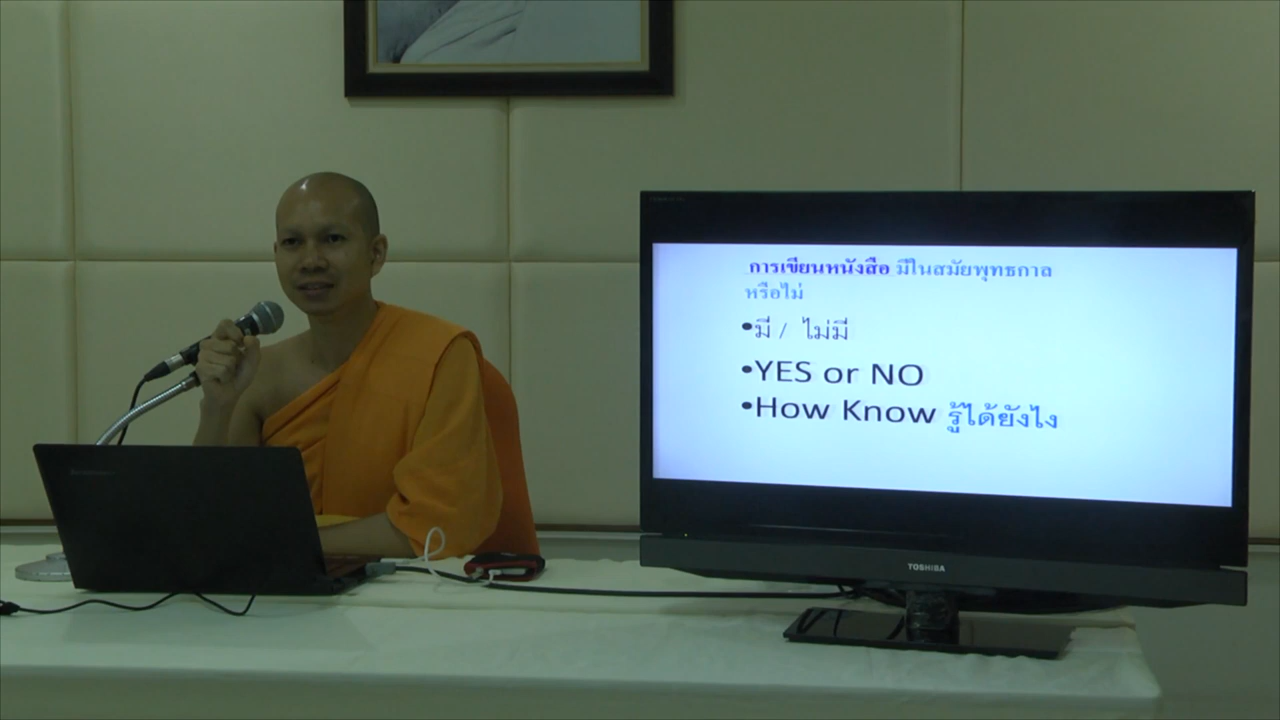 การเขียนหนังสือ มีในสมัยพุทธกาล
หรือไม่
•มี / ไม่มี
•YES or NO
•How Know รู้ได้ยังไง
TOSHIBA